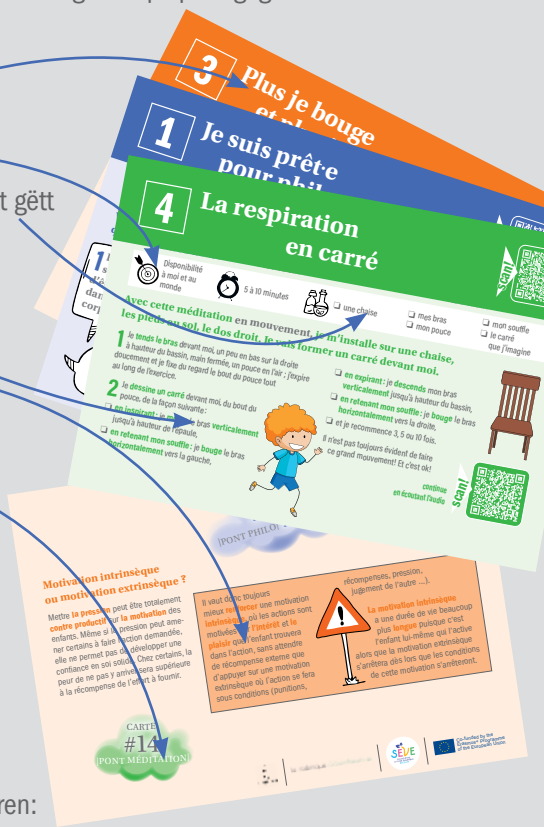 t gëtt
ren:
3
Plus je bouge
1
Je suis prêt·e
4
La respiration
en carré
scan!
Disponibilité
à moi et au
monde
5 à 10 minutes
❑ une chaise
❑ mes bras
❑ mon pouce
❑ mon souffle
❑ le carré
que j'imagine
Avec cette méditation en mouvement, je m'installe sur une chaise,
les pieds au sol, le dos droit. Je vais former un carré devant moi.
1 Je tends le bras devant moi, un peu en bas sur la droite
à hauteur du bassin, main fermée, un pouce en l'air ; j'expire
doucement et je fixe du regard le bout du pouce tout
au long de l'exercice.
2 Je dessine un carré devant moi, du bout du
pouce, de la façon suivante :
❑ en inspirant : je le bras verticalement
jusqu'à hauteur de l'épaule,
❑ en retenant mon souffle : je bouge le bras
horizontalement vers la gauche,
❑ en expirant : je descends mon bras
verticalement jusqu'à hauteur du bassin,
❑ en retenant mon souffle : je bouge le bras
horizontalement vers la droite,
❑ et je recommence 3, 5 ou 10 fois.
Il n'est pas toujours évident de faire
ce grand mouvement! Et c'est ok!
continue
en écoutant l'audio
scan!
Motivation intrinsèque
ou motivation extrinsèque ?
Mettre la pression peut être totalement
contre productif sur la motivation des
enfants. Même si la pression peut ame-
ner certains à faire l'action demandée,
elle ne permet pas de développer une
confiance en soi solide. Chez certains, la
peur de ne pas y arriver sera supérieure
à la récompense de l'effort à fournir.
Il vaut donc toujours
mieux renforcer une motivation
intrinsèque, où les actions sont
motivées l'intérêt et le
plaisir que l'enfant trouvera
dans l'action, sans attendre
de récompense externe que
d'appuyer sur une motivation
extrinsèque où l'action se fera
sous conditions (punitions,
récompenses, pression,
jugement de l'autre ...).
La motivation intrinsèque
a une durée de vie beaucoup
plus longue puisque c'est
l'enfant lui-même qui l'active
alors que la motivation extrinsèque
s'arrêtera dès lors que les conditions
de cette motivation s'arrêteront.
CARTE
#14
[PONT MÉDITATION]
SEVE
Co-funded by the
Erasmus+ Programme
of the European Union